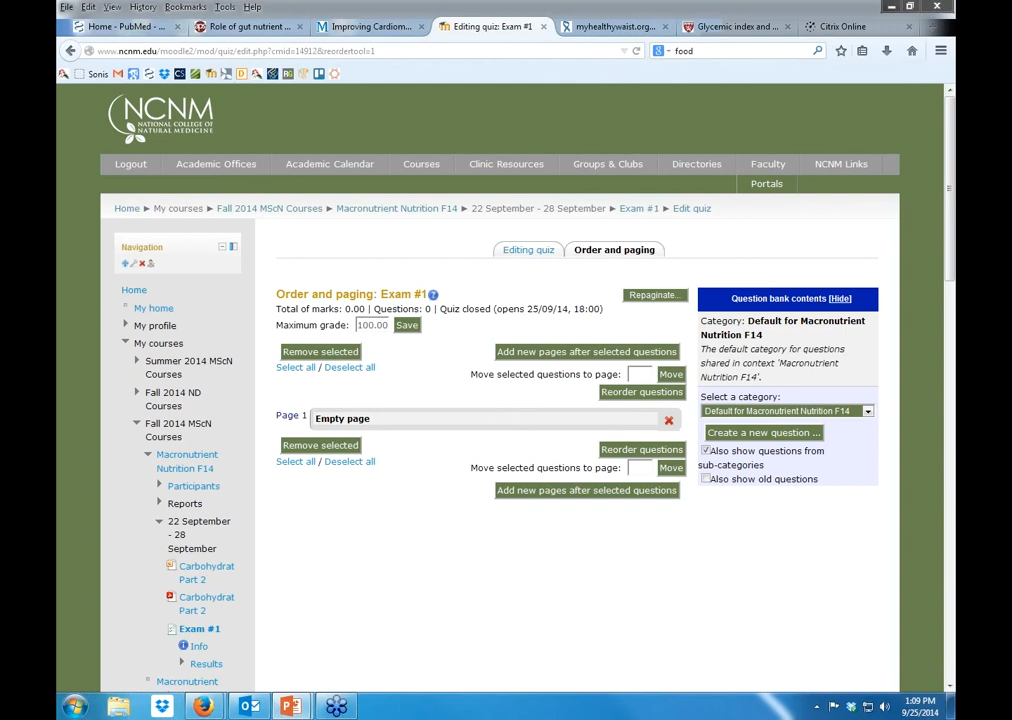 File Edit View History Bookmarks Tools Help
Home - PubMed - ... × Role of gut nutrient ... × Improving Cardiom... × Editing quiz: Exam #1 × myhealthywaist.org... × Glycemic index and ... × Citrix Online ×
www.ncnm.edu/moodle2/mod/quiz/edit.php?cmid=14912&reordertool=1
food
Sonis
NCNM
NATIONAL COLLEGE OF
NATURAL MEDICINE
Logout Academic Offices Academic Calendar Courses Clinic Resources Groups & Clubs Directories Faculty NCNM Links
Portals
Home ► My courses ► Fall 2014 MScN Courses ► Macronutrient Nutrition F14 ► 22 September - 28 September ► Exam #1 ► Edit quiz
Navigation
Home
My home
My profile
My courses
Summer 2014 MScN
Courses
Fall 2014 ND
Courses
Fall 2014 MScN
Courses
Macronutrient
Nutrition F14
Participants
Reports
22 September
- 28
September
Carbohydrat
Part 2
Carbohydrat
Part 2
Exam #1
Info
Results
Macronutrient
Editing quiz Order and paging
Order and paging: Exam #1
Repaginate...
Total of marks: 0.00 | Questions: 0 | Quiz closed (opens 25/09/14, 18:00)
Maximum grade: 100.00 Save
Remove selected Add new pages after selected questions
Select all / Deselect all
Move selected questions to page: Move
Reorder questions
Page 1 Empty page
Remove selected Reorder questions
Select all / Deselect all
Move selected questions to page: Move
Add new pages after selected questions
Question bank contents [Hide]
Category: Default for Macronutrient
Nutrition F14
The default category for questions
shared in context 'Macronutrient
Nutrition F14'.
Select a category:
Default for Macronutrient Nutrition F14
Create a new question ...
Also show questions from
sub-categories
Also show old questions
1:09 PM
9/25/2014